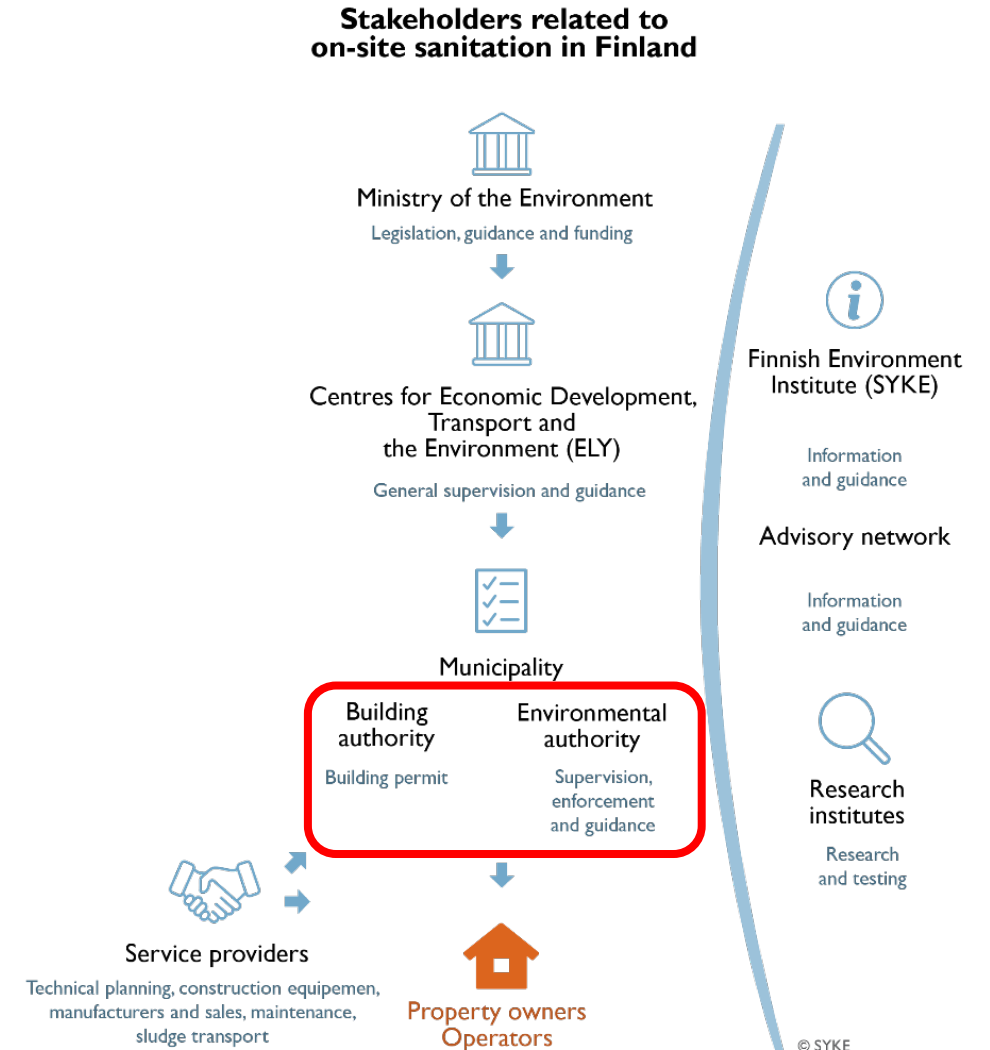 Stakeholders related to
on-site sanitation in Finland
Ministry of the Environment
Legislation, guidance and funding
Centres for Economic Development,
Transport and
the Environment (ELY)
General supervision and guidance
Municipality
Building
authority
Building permit
Environmental
authority
Supervision,
enforcement
and guidance
Service providers
Technical planning, construction equipemen,
manufacturers and sales, maintenance,
sludge transport
Property owners
Operators
Finnish Environment
Institute (SYKE)
Information
and guidance
Advisory network
Information
and guidance
Research
institutes
Research
and testing
© SYKE